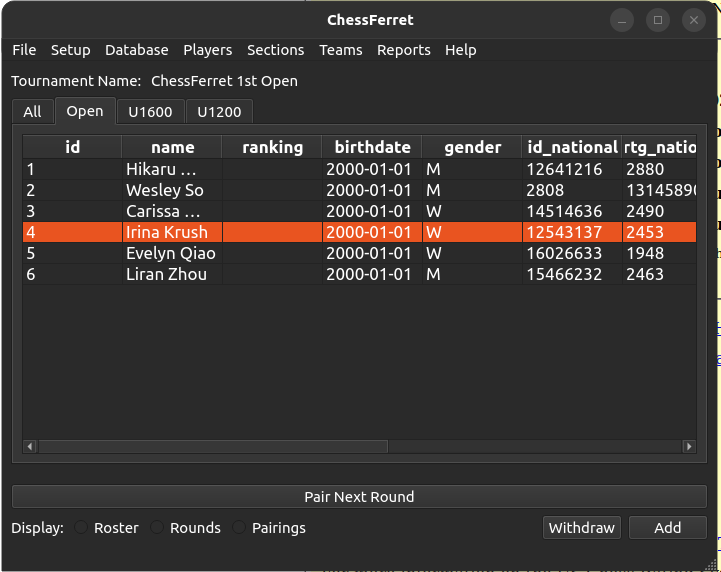 ChessFerret
File Setup Database Players Sections Teams Reports Help
Tournament Name: ChessFerret 1st Open
All Open U1600 U1200
id name ranking birthdate gender id_national rtg_natio
1 Hikaru ... 2000-01-01 M 12641216 2880
2 Wesley So 2000-01-01 M 2808 13145890
3 Carissa ... 2000-01-01 W 14514636 2490
4 Irina Krush 2000-01-01 W 12543137 2453
5 Evelyn Qiao 2000-01-01 W 16026633 1948
6 Liran Zhou 2000-01-01 M 15466232 2463
Pair Next Round
Display: Roster Rounds Pairings Withdraw Add